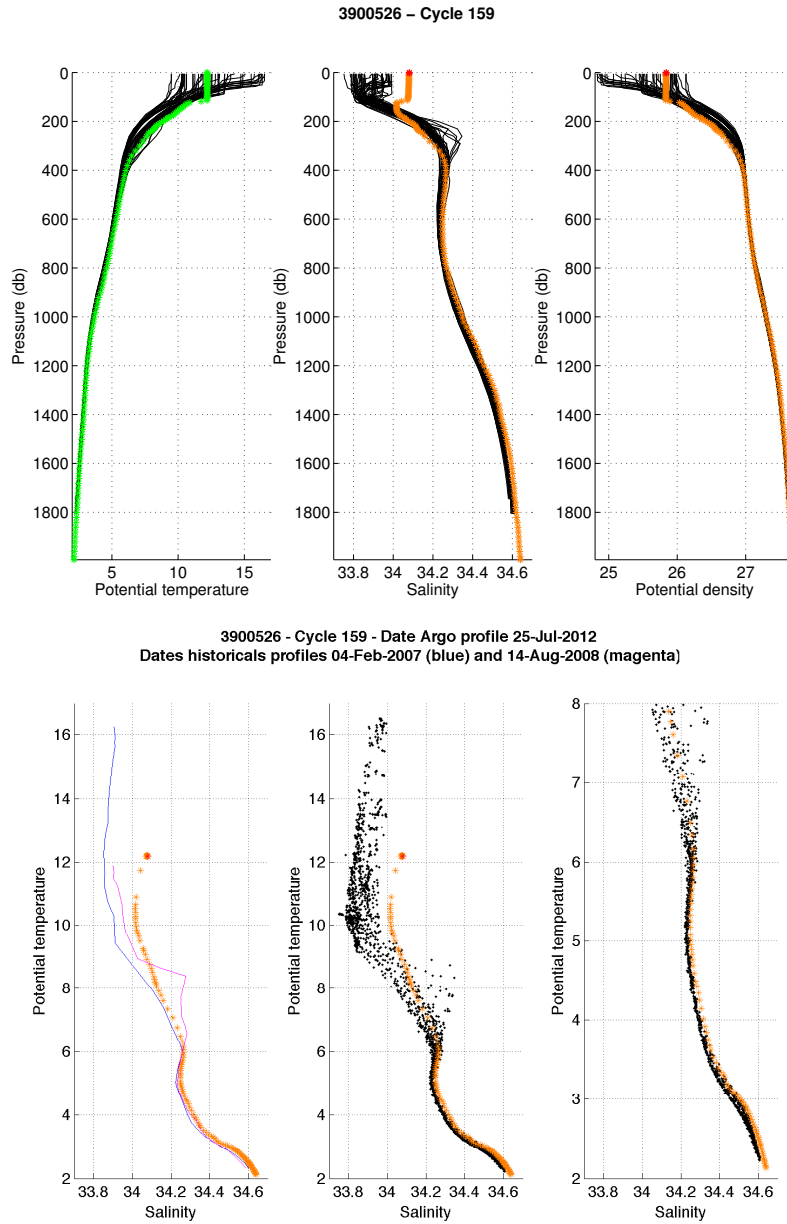 3900526 − Cycle 159
0
200
400
600
800
1000
1200
1400
1600
1800
Pressure (db)
5 10 15
Potential temperature
0
200
400
600
800
1000
1200
1400
1600
1800
Pressure (db)
33.8 34 34.2 34.4 34.6
Salinity
0
200
400
600
800
1000
1200
1400
1600
1800
Pressure (db)
25 26 27
Potential density
3900526 - Cycle 159 - Date Argo profile 25-Jul-2012
Dates historicals profiles 04-Feb-2007 (blue) and 14-Aug-2008 (magenta)
16
14
12
10
8
6
4
2
Potential temperature
33.8 34 34.2 34.4 34.6
Salinity
16
14
12
10
8
6
4
2
Potential temperature
33.8 34 34.2 34.4 34.6
Salinity
8
7
6
5
4
3
2
Potential temperature
33.8 34 34.2 34.4 34.6
Salinity